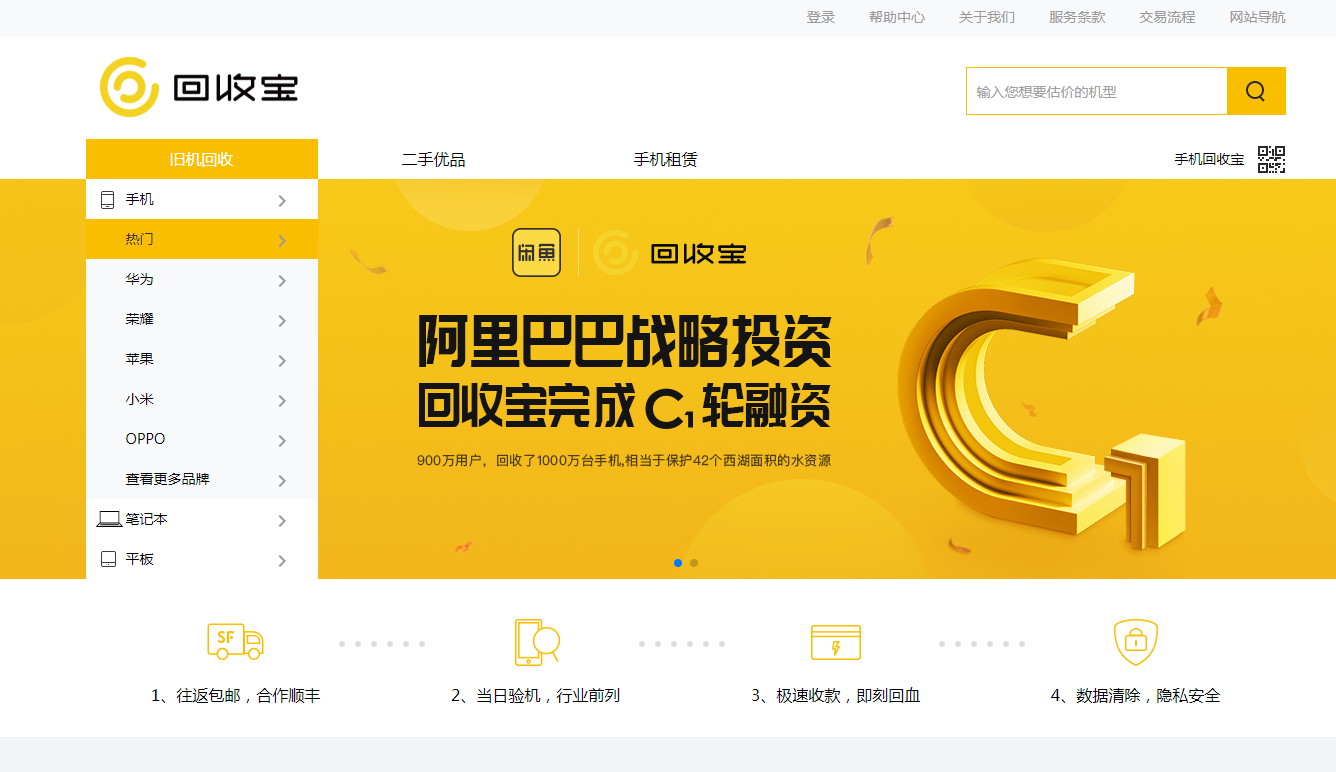 登录 帮助中心 关于我们 服务条款 交易流程 网站导航
回收宝
输入您想要估价的机型
旧机回收 二手优品 手机租赁 手机回收宝
手机
热门
华为
荣耀
苹果
小米
OPPO
查看更多品牌
笔记本
平板
闲鱼 回收宝
阿里巴巴战略投资
回收宝完成C1轮融资
900万用户，回收了1000万台手机,相当于保护42个西湖面积的水资源
SF
1、往返包邮，合作顺丰
2、当日验机，行业前列
3、极速收款，即刻回血
4、数据清除，隐私安全